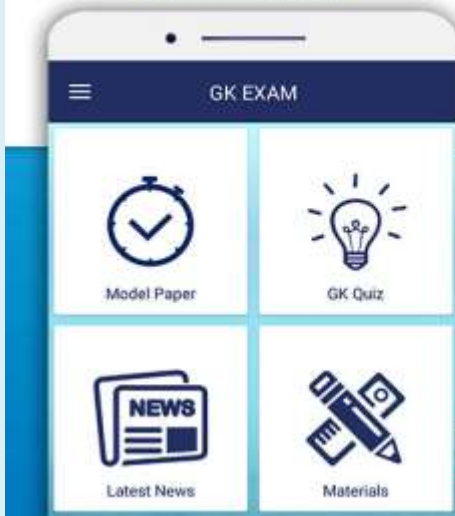 GK EXAM
Model Paper
GK Quiz
NEWS
Latest News
Materials